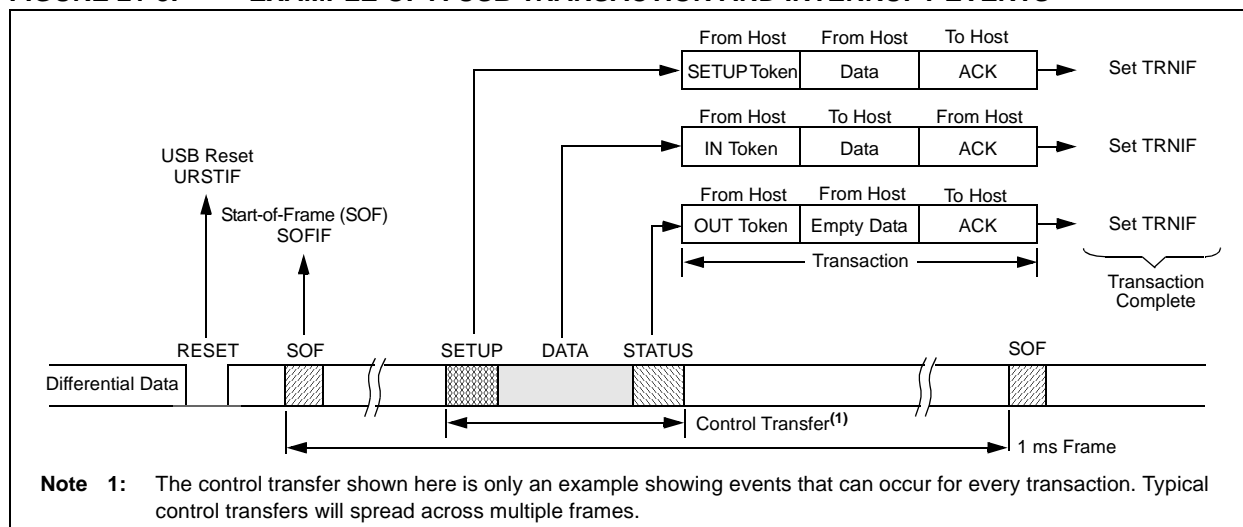 From Host From Host To Host
SETUP Token Data ACK Set TRNIF
From Host To Host From Host
IN Token Data ACK Set TRNIF
USB Reset
URSTIF
From Host From Host To Host
Start-of-Frame (SOF)
SOFIF
OUT Token Empty Data ACK Set TRNIF
Transaction
Transaction
Complete
RESET SOF SETUP DATA STATUS SOF
Differential Data
Control Transfer(1)
1 ms Frame
Note 1: The control transfer shown here is only an example showing events that can occur for every transaction. Typical
control transfers will spread across multiple frames.